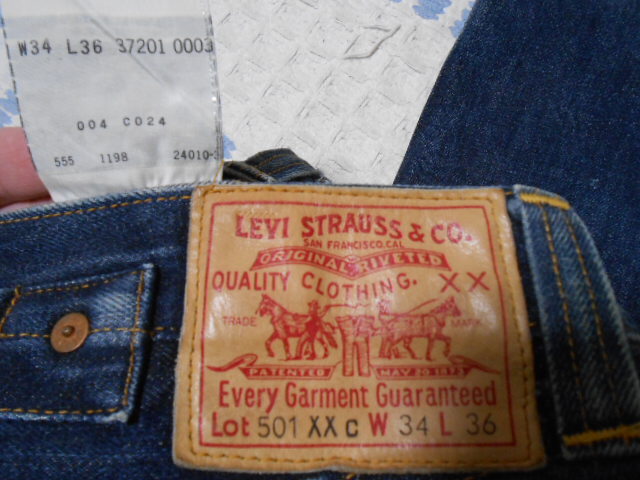 W34 L36 37201 0003
004 C024
555 1198 24010-
LEVI STRAUSS & CO.
SAN FRANCISCO, CAL
ORIGINAL RIVETED
QUALITY CLOTHING. XX
TRADE MARK
PATENTED MAY 20 1873
Every Garment Guaranteed
Lot 501 XX C W 34 L 36